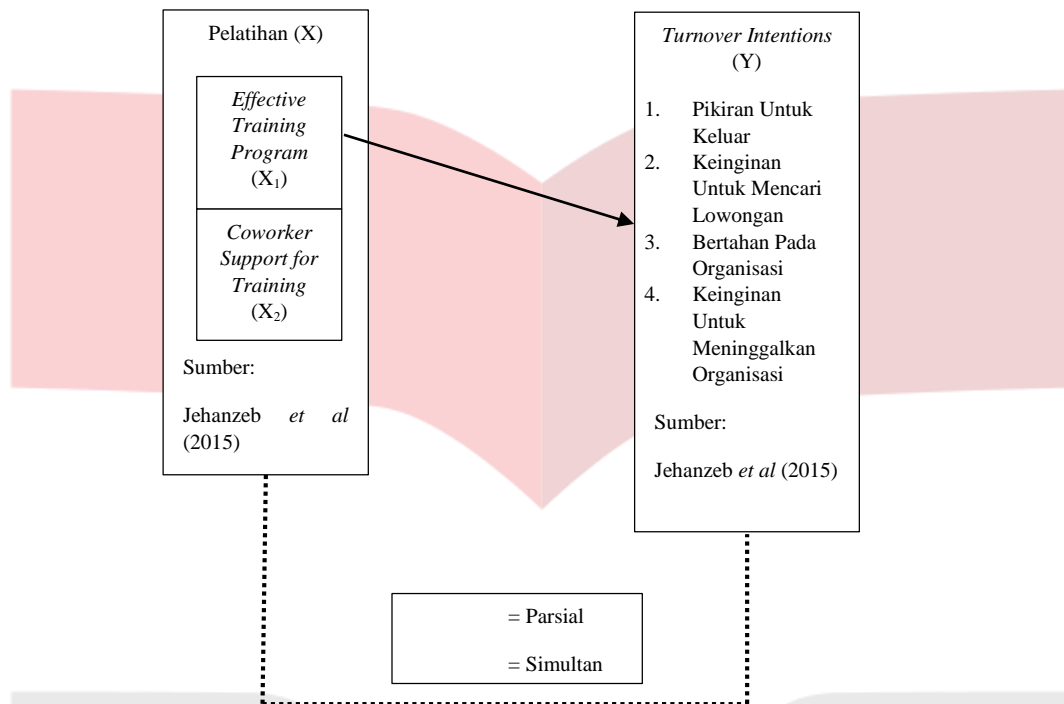 Pelatihan (X)
Effective
Training
Program
(X₁)
Coworker
Support for
Training
(X₂)
Sumber:
Jehanzeb et al
(2015)
Turnover Intentions
(Y)
1. Pikiran Untuk
Keluar
2. Keinginan
Untuk Mencari
Lowongan
3. Bertahan Pada
Organisasi
4. Keinginan
Untuk
Meninggalkan
Organisasi
Sumber:
Jehanzeb et al (2015)
= Parsial
= Simultan